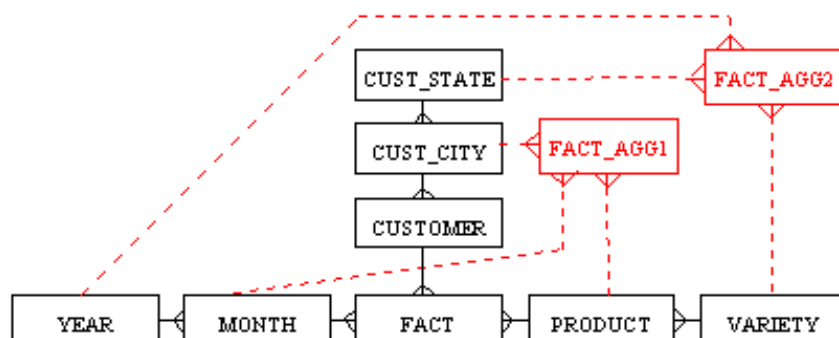 CUST_STATE
FACT_AGG2
CUST_CITY
FACT_AGG1
CUSTOMER
YEAR
MONTH
FACT
PRODUCT
VARIETY